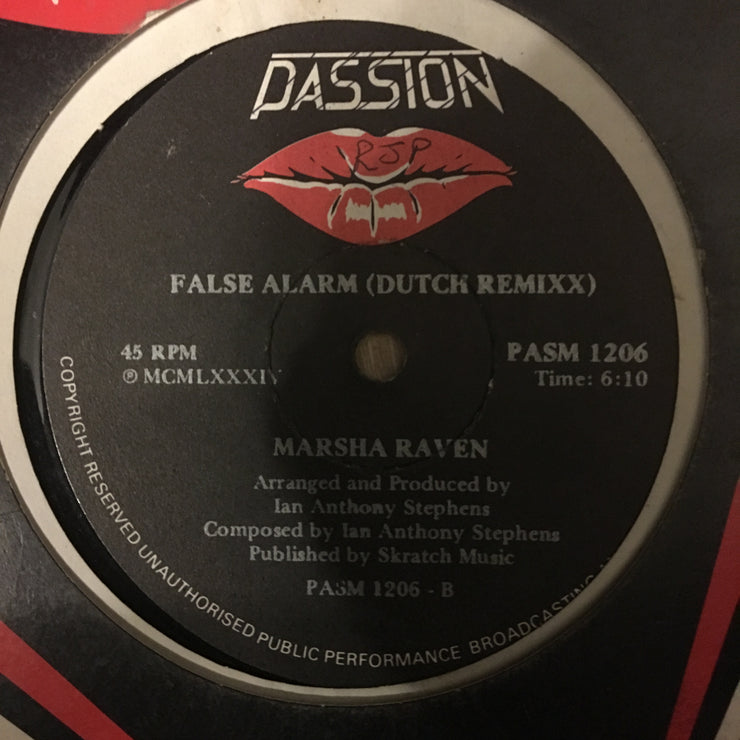 PASSION
RJP
FALSE ALARM (DUTCH REMIXX)
45 RPM
℗ MCMLXXXIV
PASM 1206
Time: 6:10
MARSHA RAVEN
Arranged and Produced by
Ian Anthony Stephens
Composed by Ian Anthony Stephens
Published by Skratch Music
PASM 1206 - B
COPYRIGHT RESERVED UNAUTHORISED PUBLIC PERFORMANCE BROADCASTING